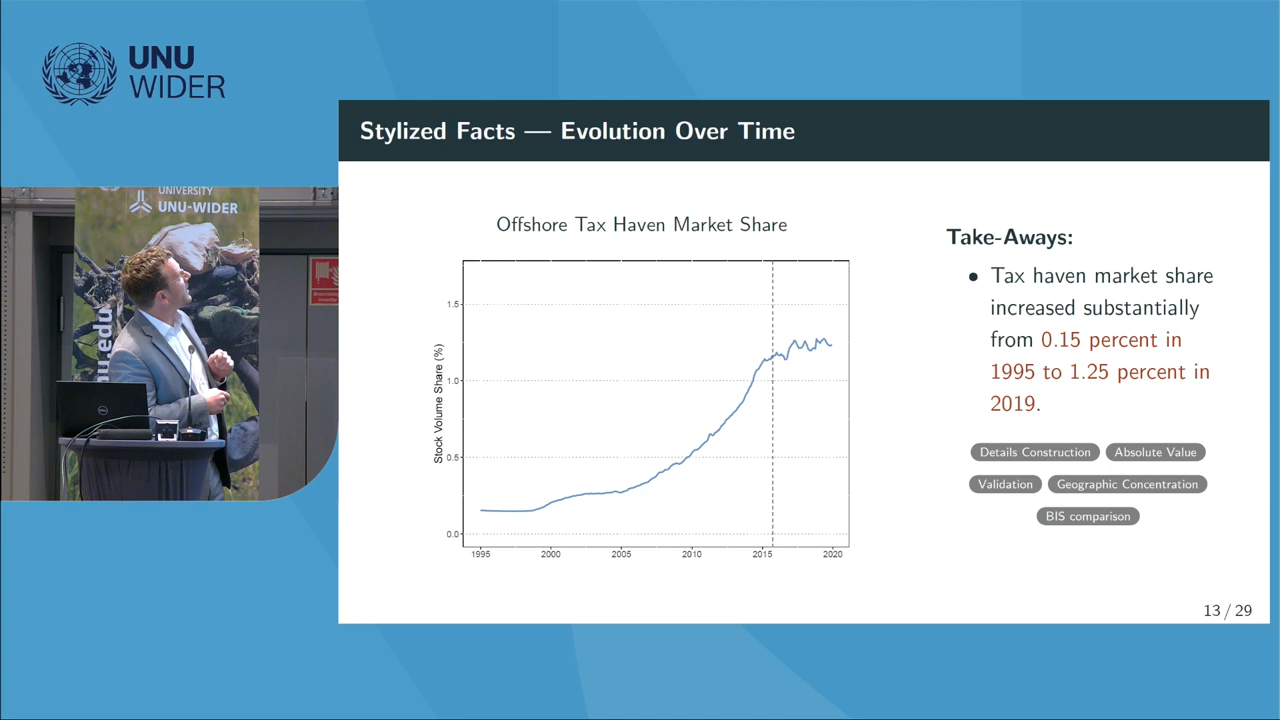 UNU
WIDER
Stylized Facts — Evolution Over Time
UNIVERSITY
UNU-WIDER
nu.edu
Offshore Tax Haven Market Share
Stock Volume Share (%)
1.5
1.0
0.5
0.0
1995
2000
2005
2010
2015
2020
Take-Aways:
• Tax haven market share
increased substantially
from 0.15 percent in
1995 to 1.25 percent in
2019.
Details Construction
Absolute Value
Validation
Geographic Concentration
BIS comparison
13 / 29